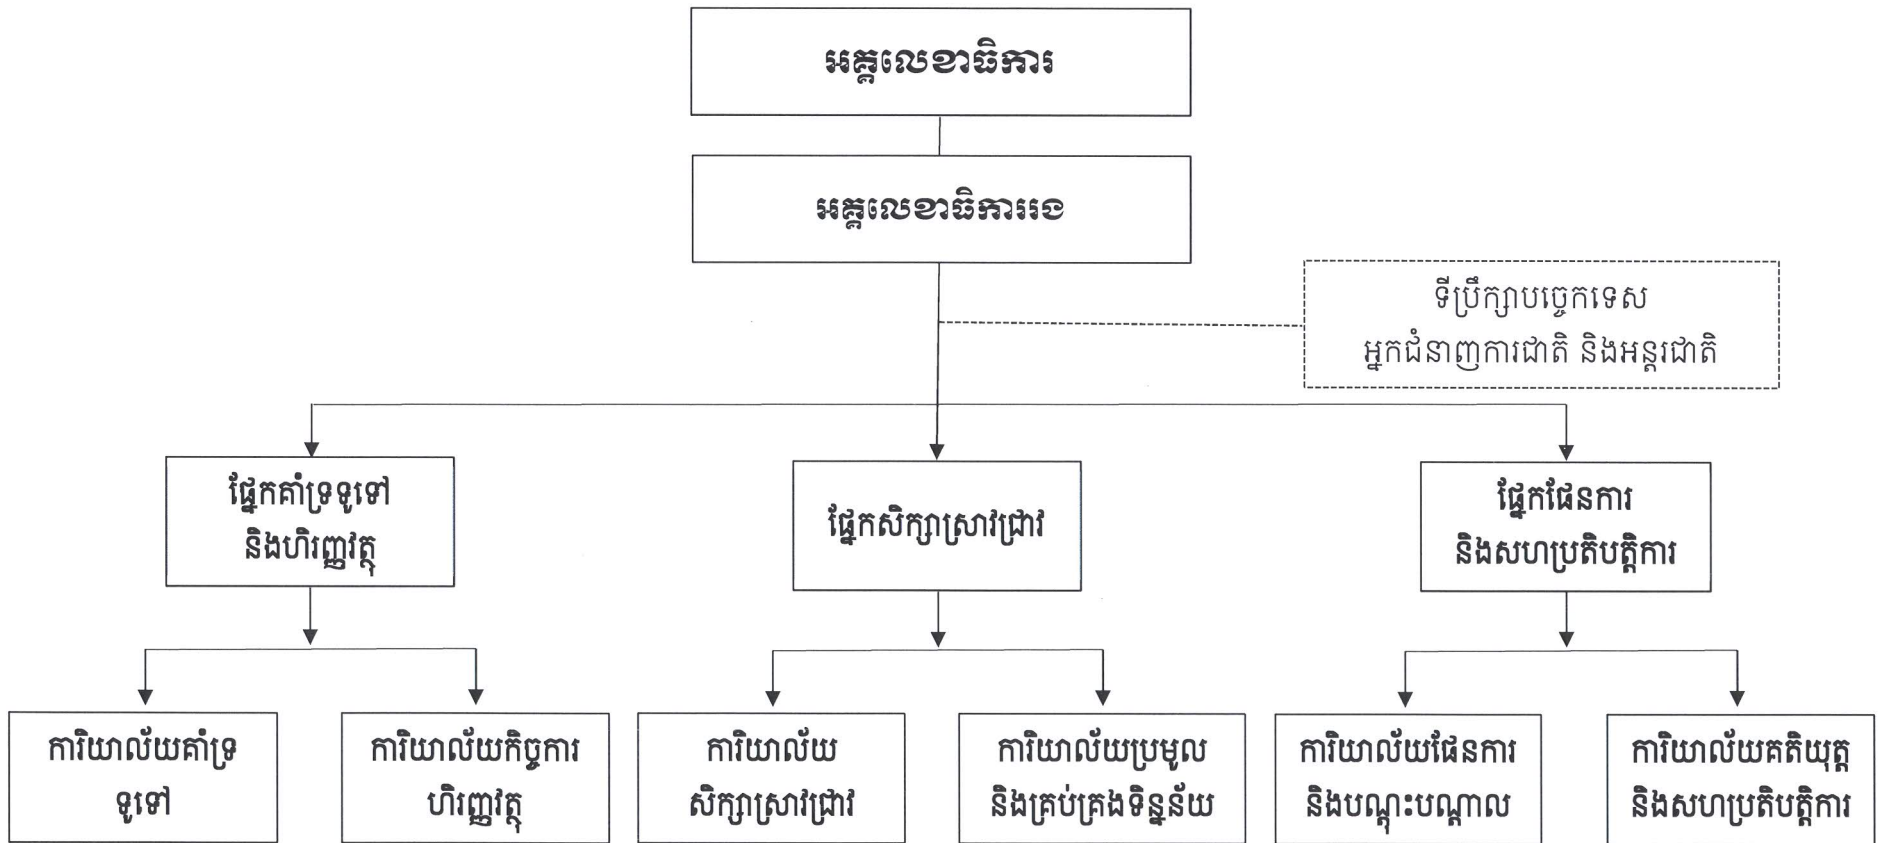 អគ្គលេខាធិការ
អគ្គលេខាធិការរង
ទីប្រឹក្សាបច្ចេកទេស
អ្នកជំនាញការជាតិ និងអន្តរជាតិ
ផ្នែកគាំទ្រទូទៅ
និងហិរញ្ញវត្ថុ
ផ្នែកសិក្សាស្រាវជ្រាវ
ផ្នែកផែនការ
និងសហប្រតិបត្តិការ
ការិយាល័យគាំទ្រ
ទូទៅ
ការិយាល័យកិច្ចការ
ហិរញ្ញវត្ថុ
ការិយាល័យ
សិក្សាស្រាវជ្រាវ
ការិយាល័យប្រមូល
និងគ្រប់គ្រងទិន្នន័យ
ការិយាល័យផែនការ
និងបណ្តុះបណ្តាល
ការិយាល័យគតិយុត្ត
និងសហប្រតិបត្តិការ